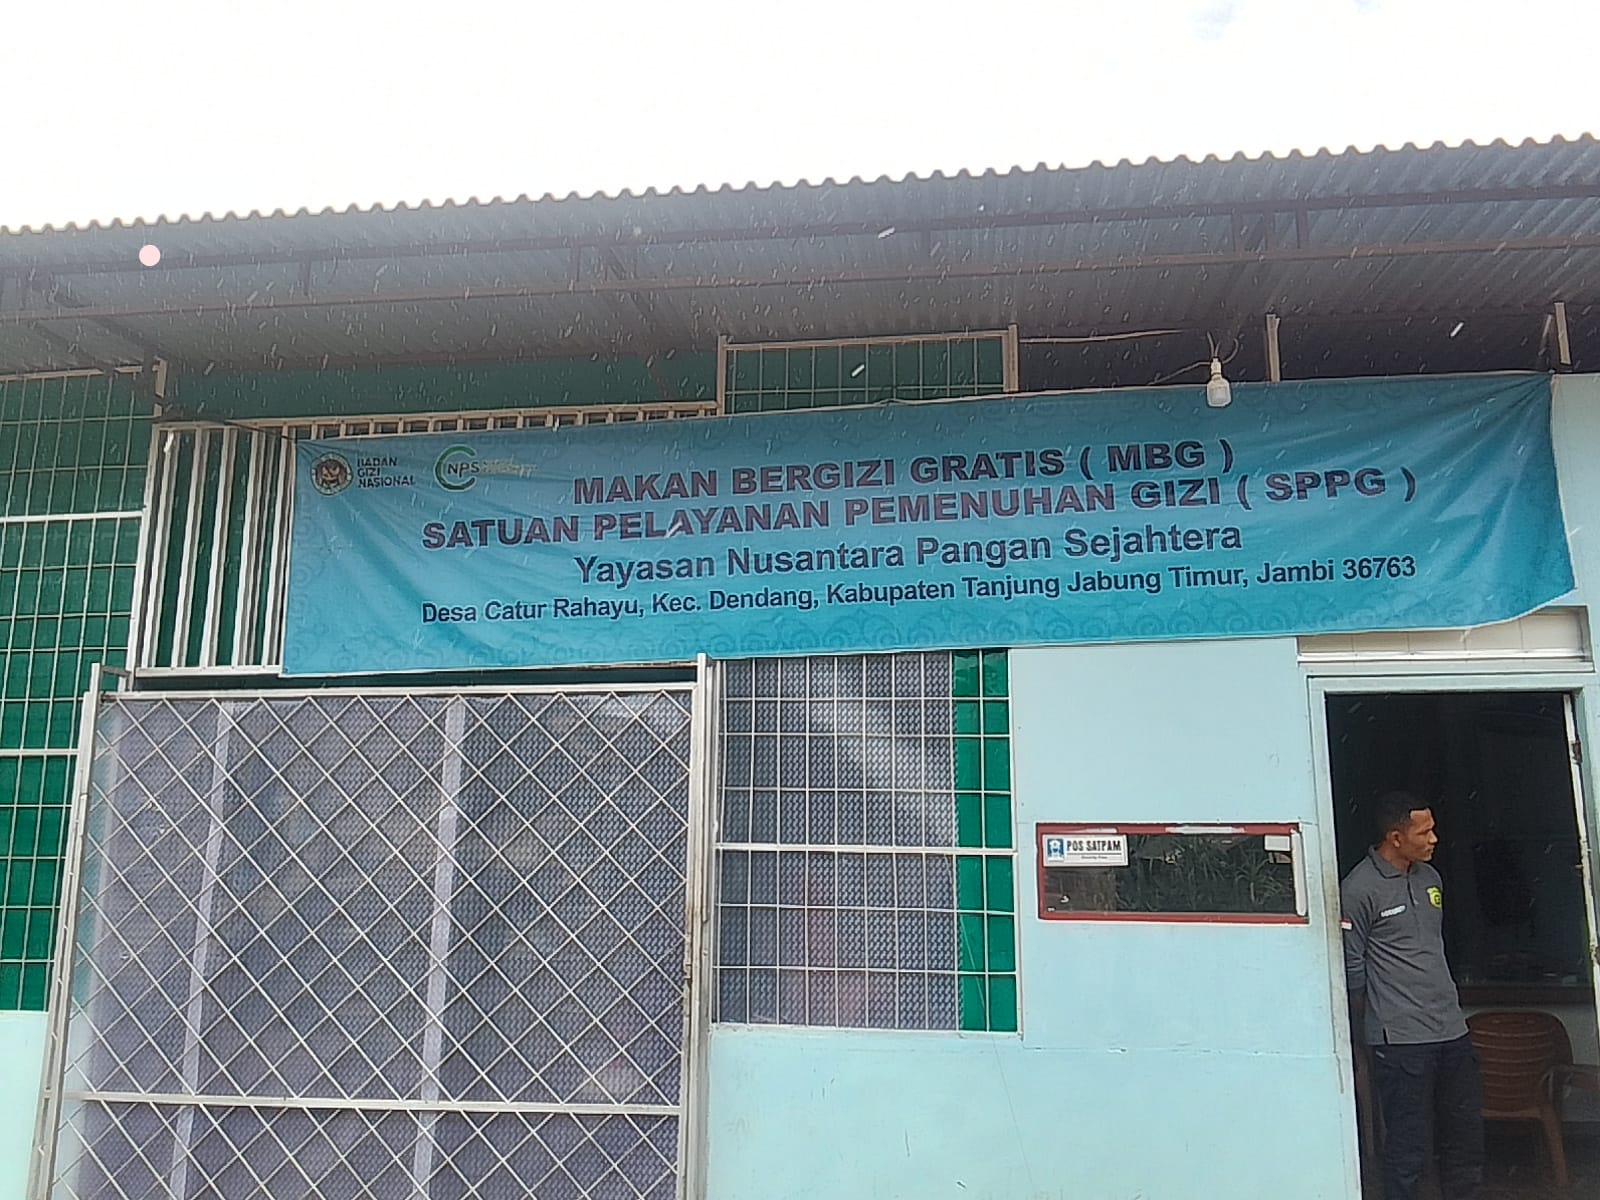 BADAN
GIZI
NASIONAL
NPS
MAKAN BERGIZI GRATIS ( MBG )
SATUAN PELAYANAN PEMENUHAN GIZI ( SPPG )
Yayasan Nusantara Pangan Sejahtera
Desa Catur Rahayu, Kec. Dendang, Kabupaten Tanjung Jabung Timur, Jambi 36763
POS SATPAM